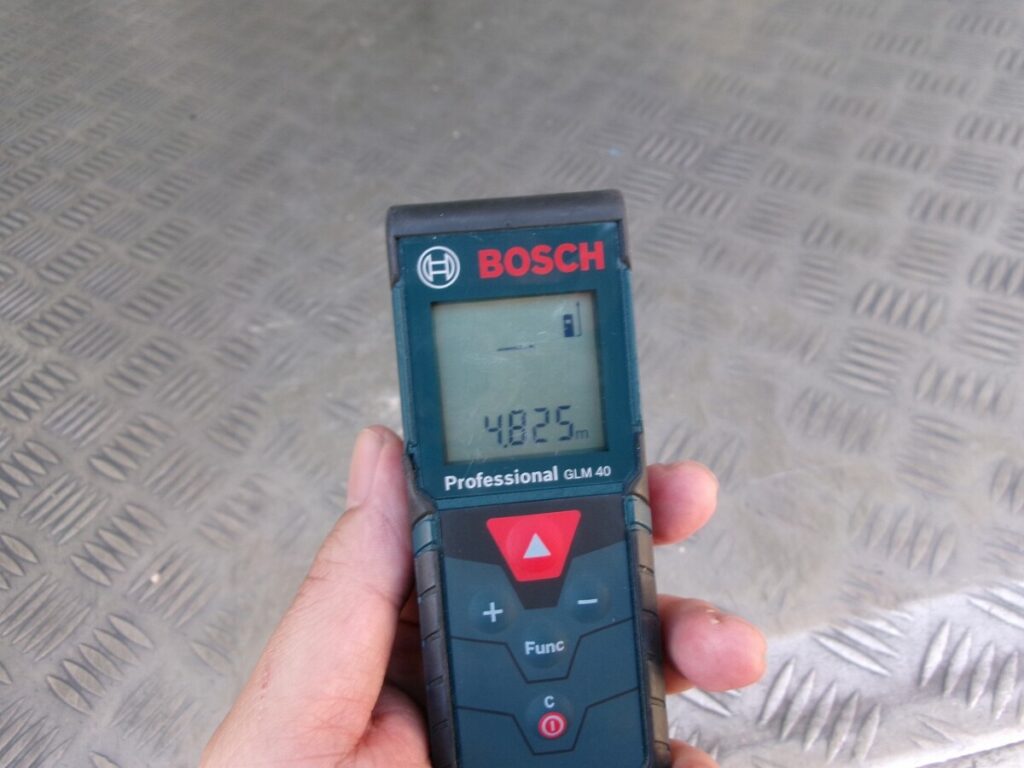 BOSCH
4.825m
Professional GLM 40
+ −
Func
C